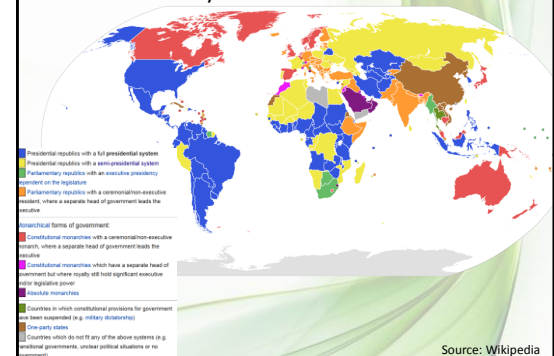 Presidential republics with a full presidential system
Presidential republics with a semi-presidential system
Parliamentary republics with an executive presidency
dependent on the legislature
Parliamentary republics with a ceremonial/non-executive
resident, where a separate head of government leads the
executive
Monarchical forms of government:
Constitutional monarchies with a ceremonial/non-executive
monarch, where a separate head of government leads the
executive
Constitutional monarchies which have a separate head of
government but where royalty still hold significant executive
and/or legislative power
Absolute monarchies
Countries in which constitutional provisions for government
have been suspended (e.g. military dictatorship)
One-party states
Countries which do not fit any of the above systems (e.g.
transitional governments, unclear political situations or no
government)
Source: Wikipedia